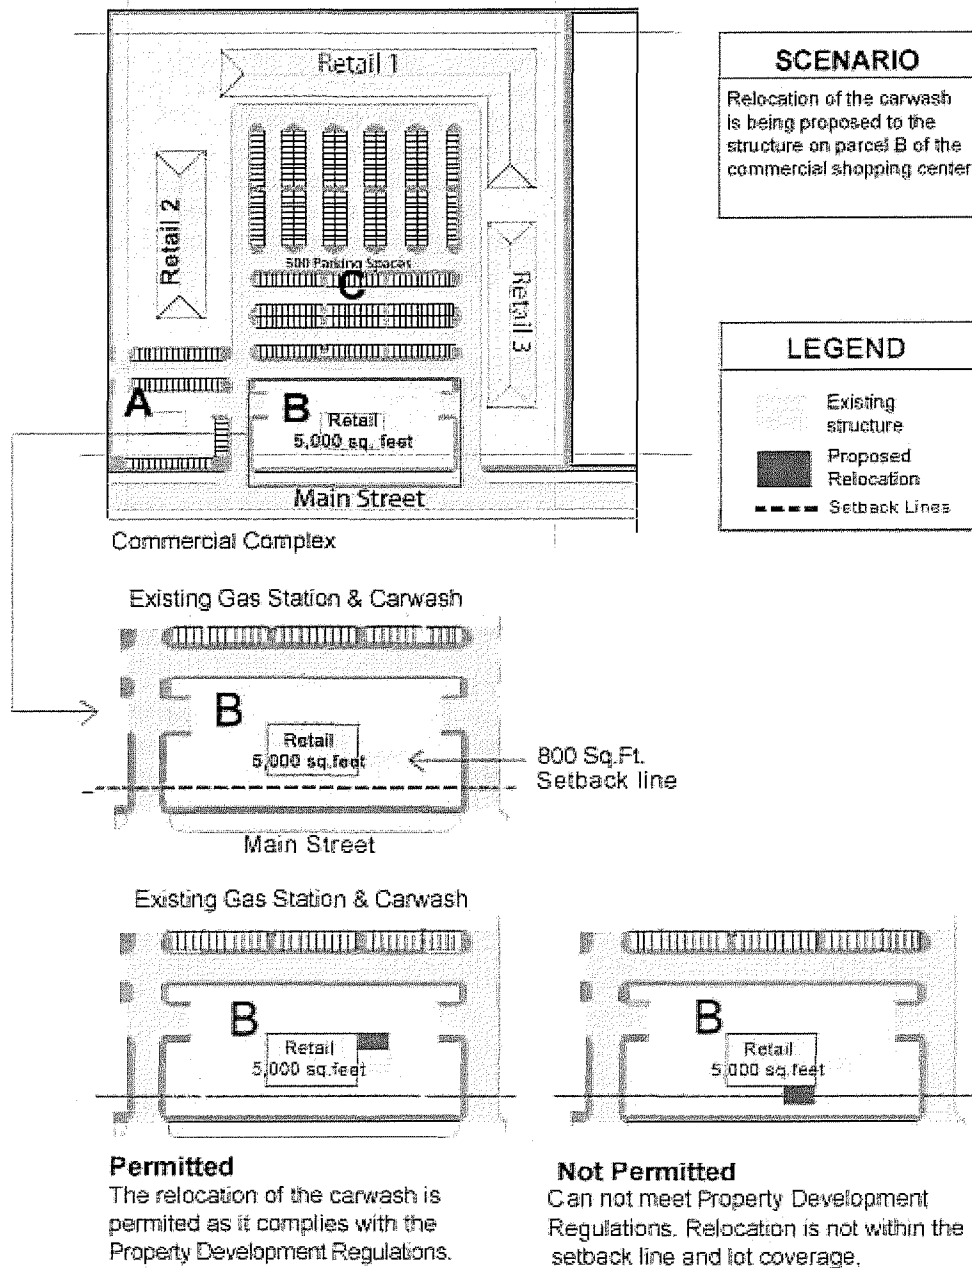 Retail 1
SCENARIO
Relocation of the carwash
is being proposed to the
structure on parcel B of the
commercial shopping center
Retail 2
500 Parking Spaces
C
Retail 3
LEGEND
Existing
structure
Proposed
Relocation
Setback Lines
A
B
Retail
5,000 sq. feet
Main Street
Commercial Complex
Existing Gas Station & Carwash
B
Retail
5,000 sq.feet
800 Sq.Ft.
Setback line
Main Street
Existing Gas Station & Carwash
B
Retail
5,000 sq.feet
B
Retail
5,000 sq.feet
Permitted
The relocation of the carwash is
permited as it complies with the
Property Development Regulations.
Not Permitted
Can not meet Property Development
Regulations. Relocation is not within the
setback line and lot coverage.